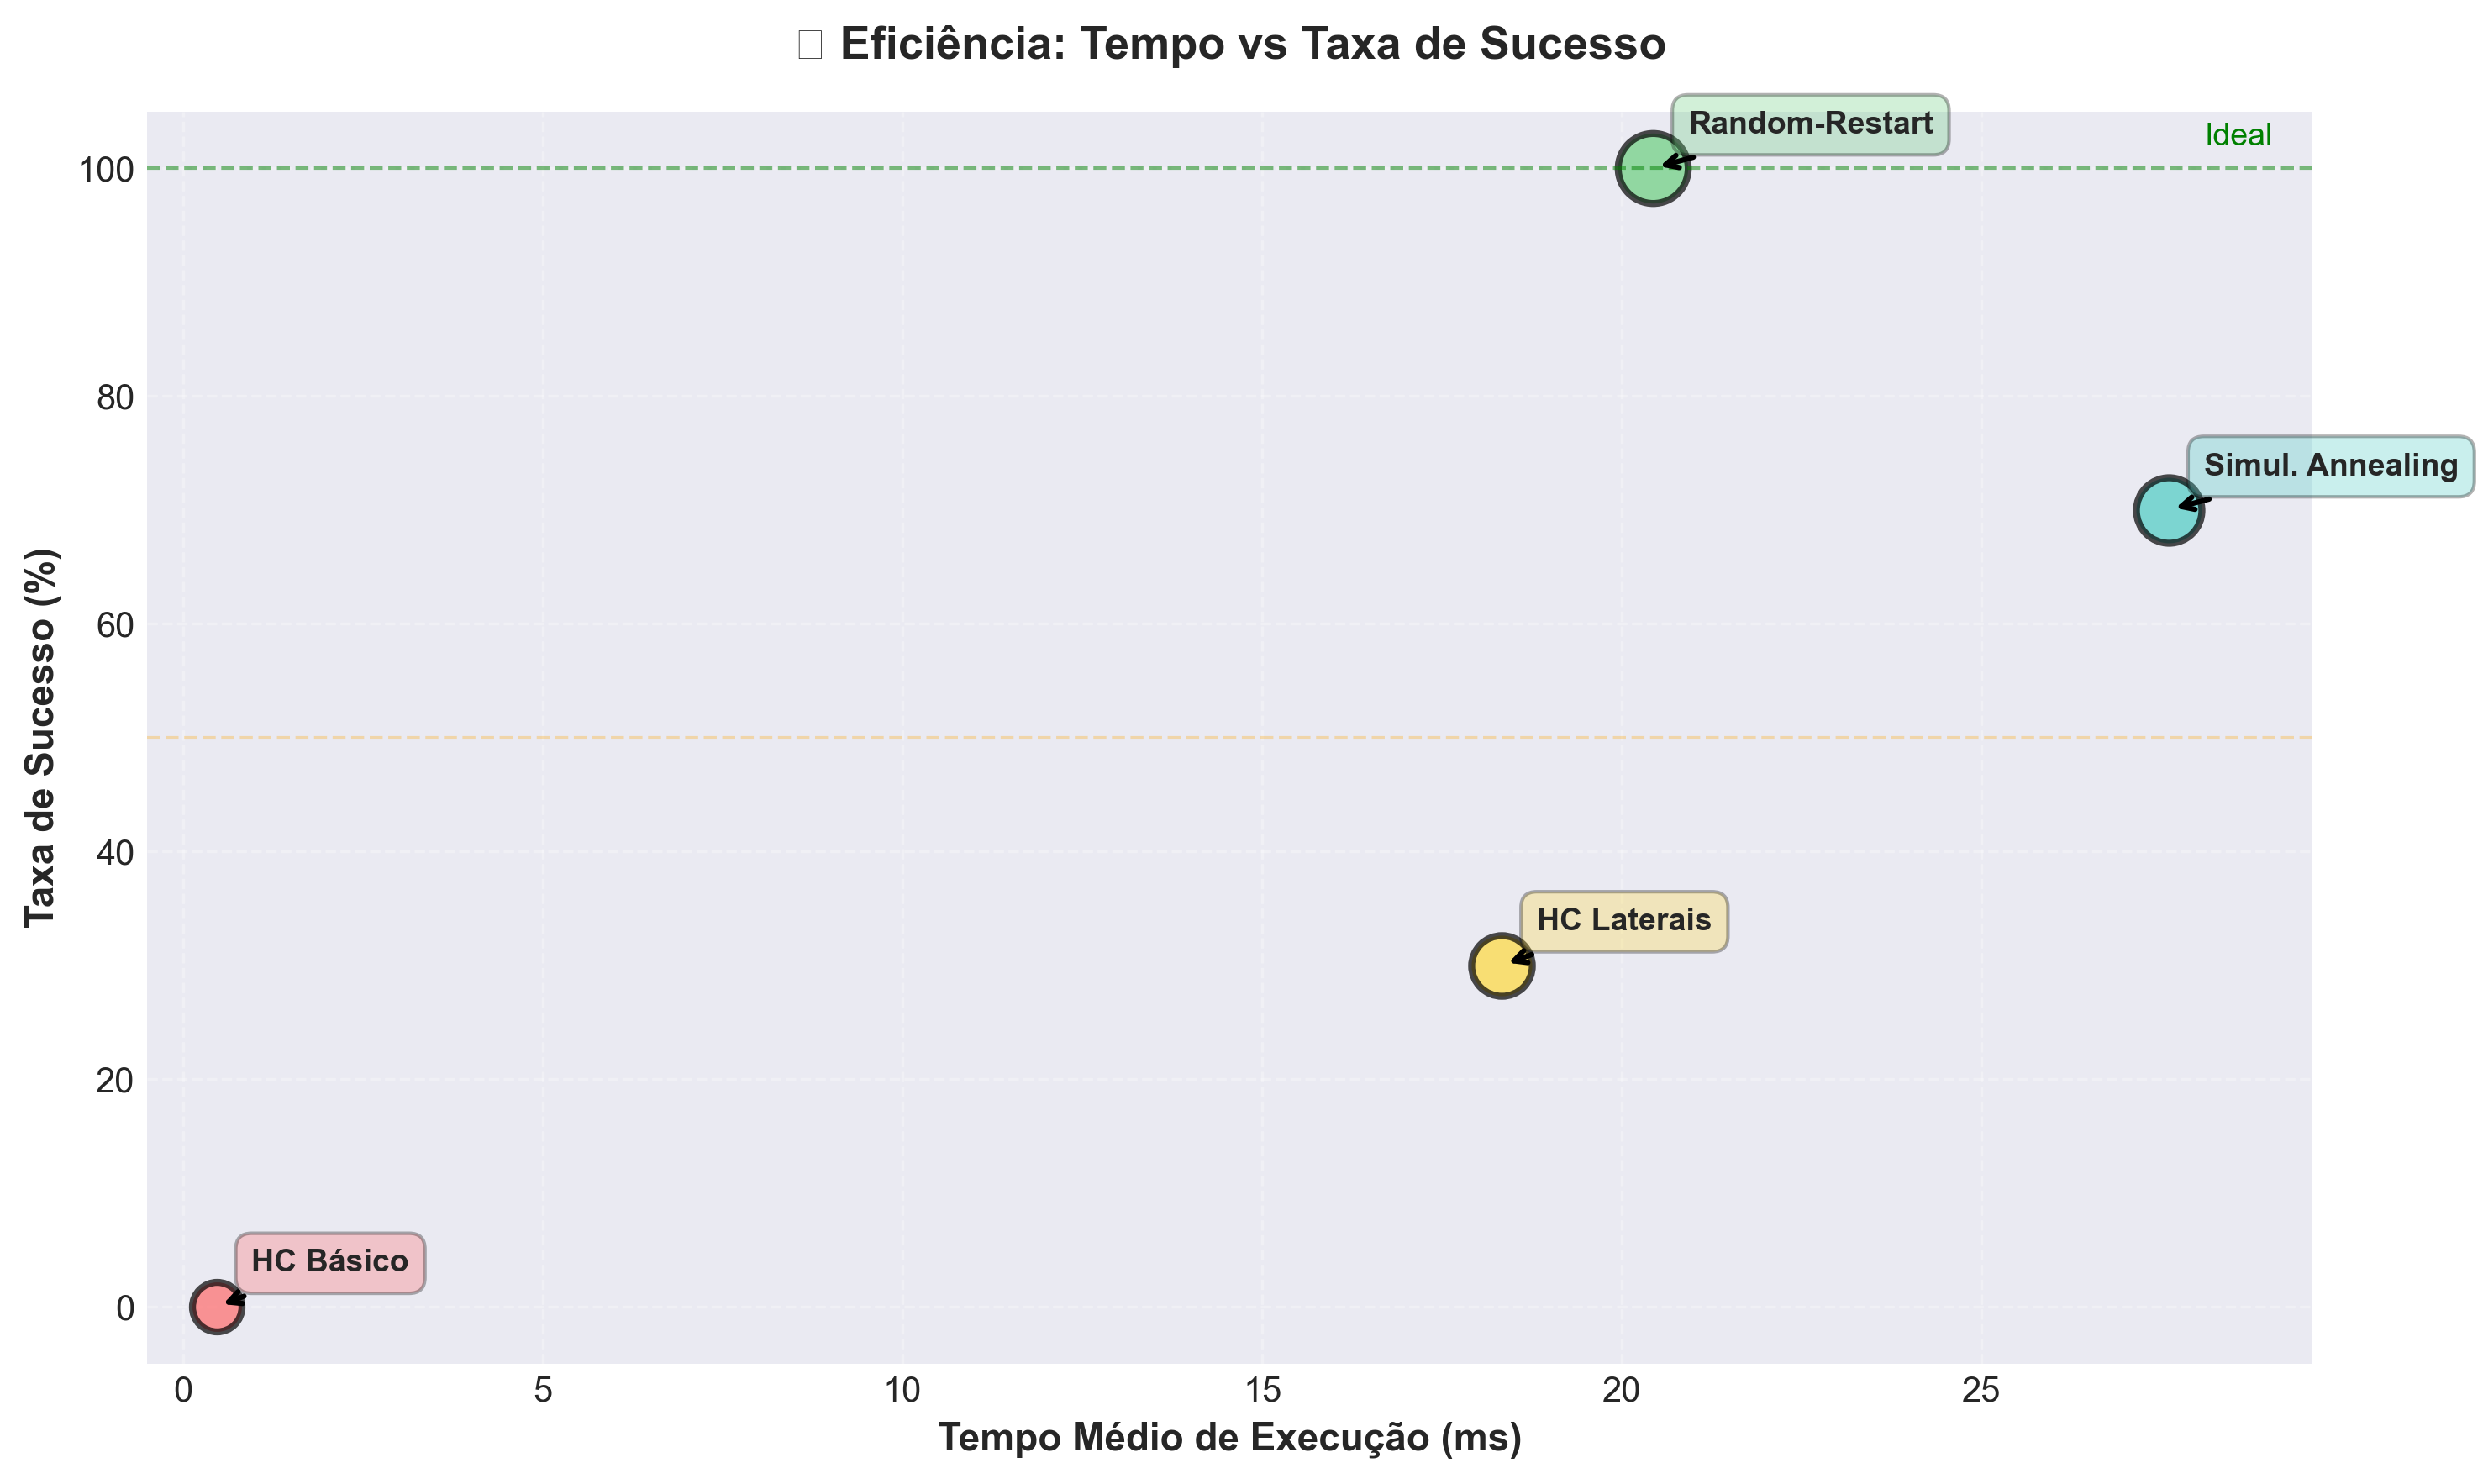 Eficiência: Tempo vs Taxa de Sucesso
Random-Restart
Ideal
100
80
Simul. Annealing
60
Taxa de Sucesso (%)
40
HC Laterais
20
HC Básico
0
0 5 10 15 20 25
Tempo Médio de Execução (ms)